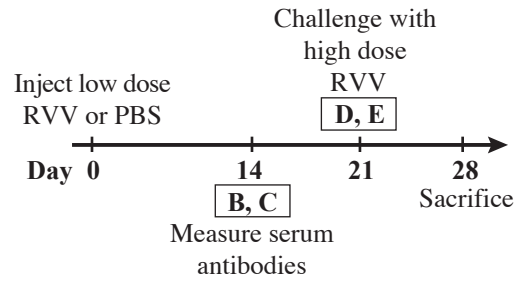 Challenge with
high dose
RVV
D, E
Inject low dose
RVV or PBS
Day 0 14 21 28
B, C
Sacrifice
Measure serum
antibodies